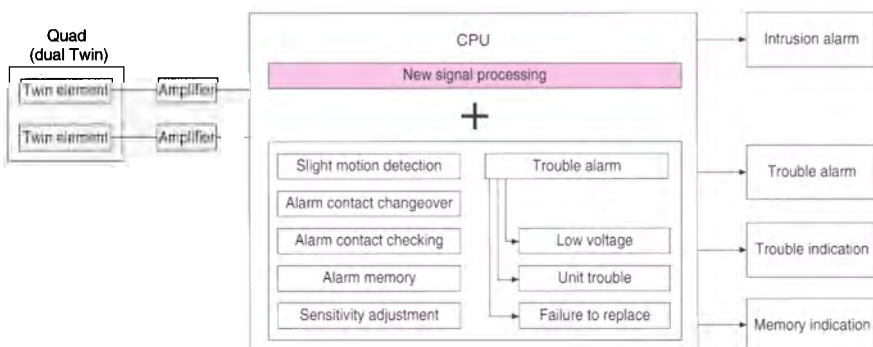 Quad
(dual Twin)
Twin element
Amplifier
Twin element
Amplifier
CPU
New signal processing
+
Slight motion detection
Alarm contact changeover
Alarm contact checking
Alarm memory
Sensitivity adjustment
Trouble alarm
Low voltage
Unit trouble
Failure to replace
Intrusion alarm
Trouble alarm
Trouble indication
Memory indication